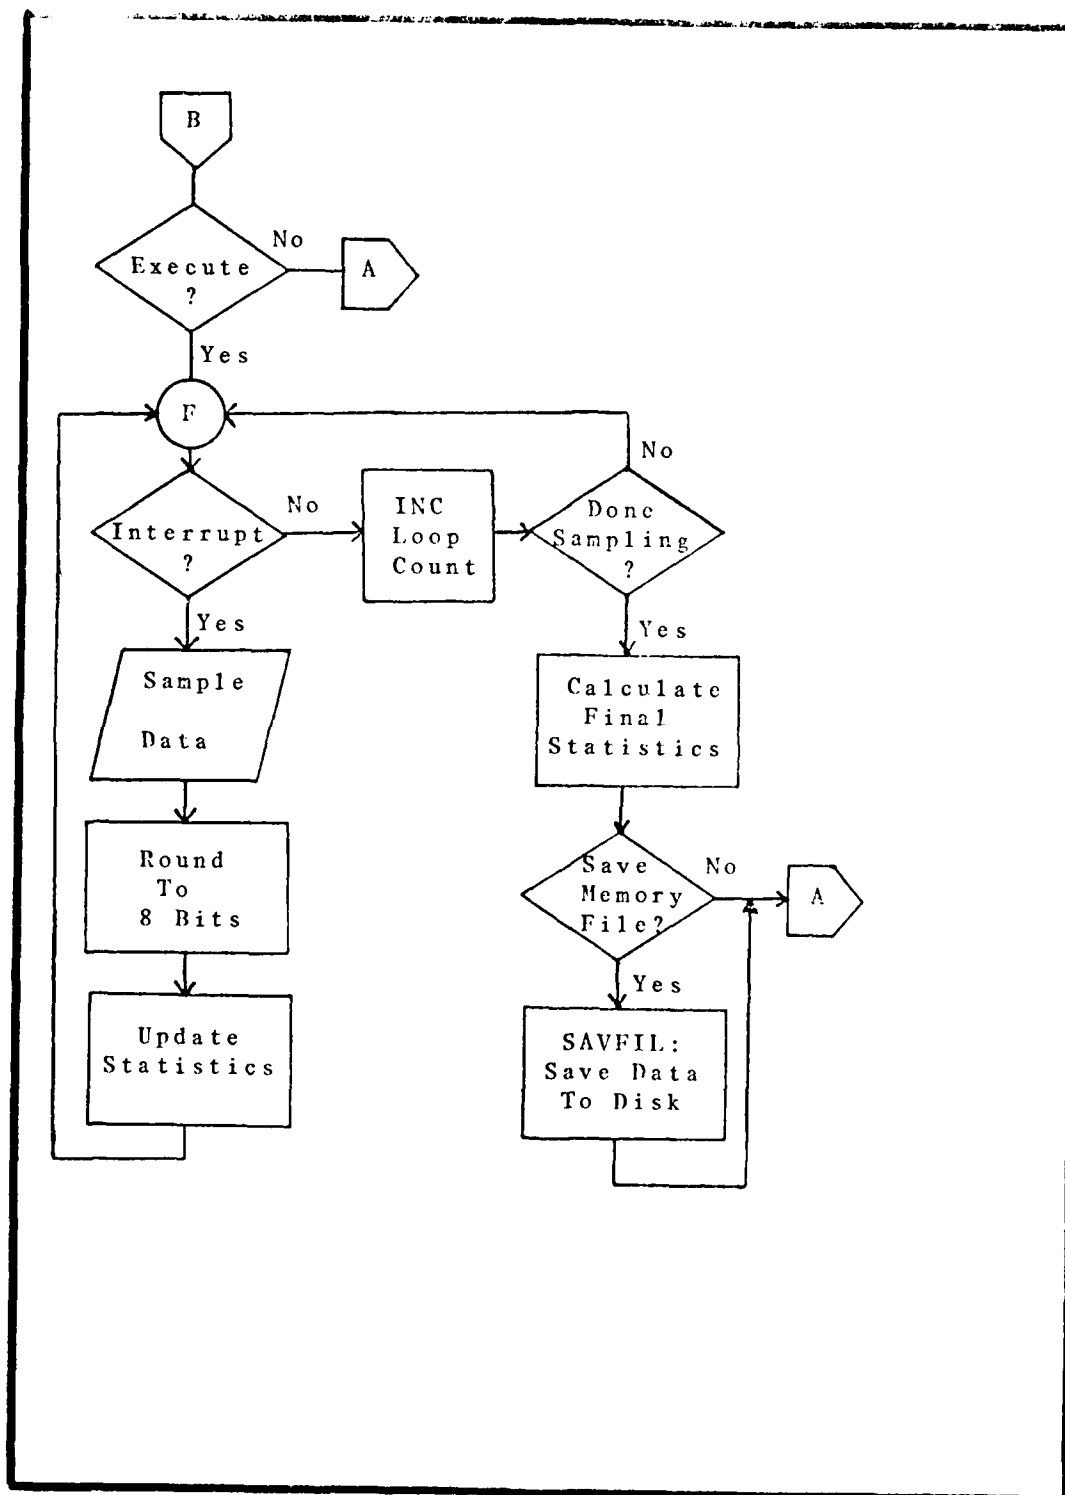 B
Execute
?
No
A
Yes
F
Interrupt
?
No
INC
Loop
Count
Done
Sampling
?
No
Yes
Sample
Data
Round
To
8 Bits
Update
Statistics
Yes
Calculate
Final
Statistics
Save
Memory
File?
No
A
Yes
SAVFIL:
Save Data
To Disk